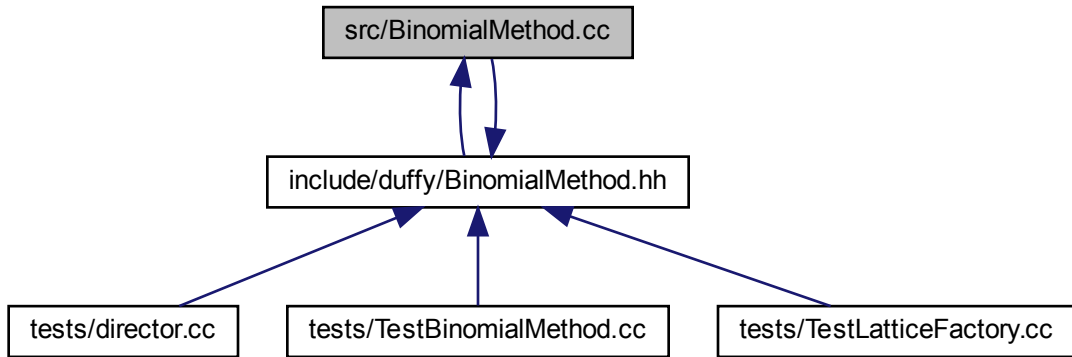 src/BinomialMethod.cc
include/duffy/BinomialMethod.hh
tests/director.cc
tests/TestBinomialMethod.cc
tests/TestLatticeFactory.cc